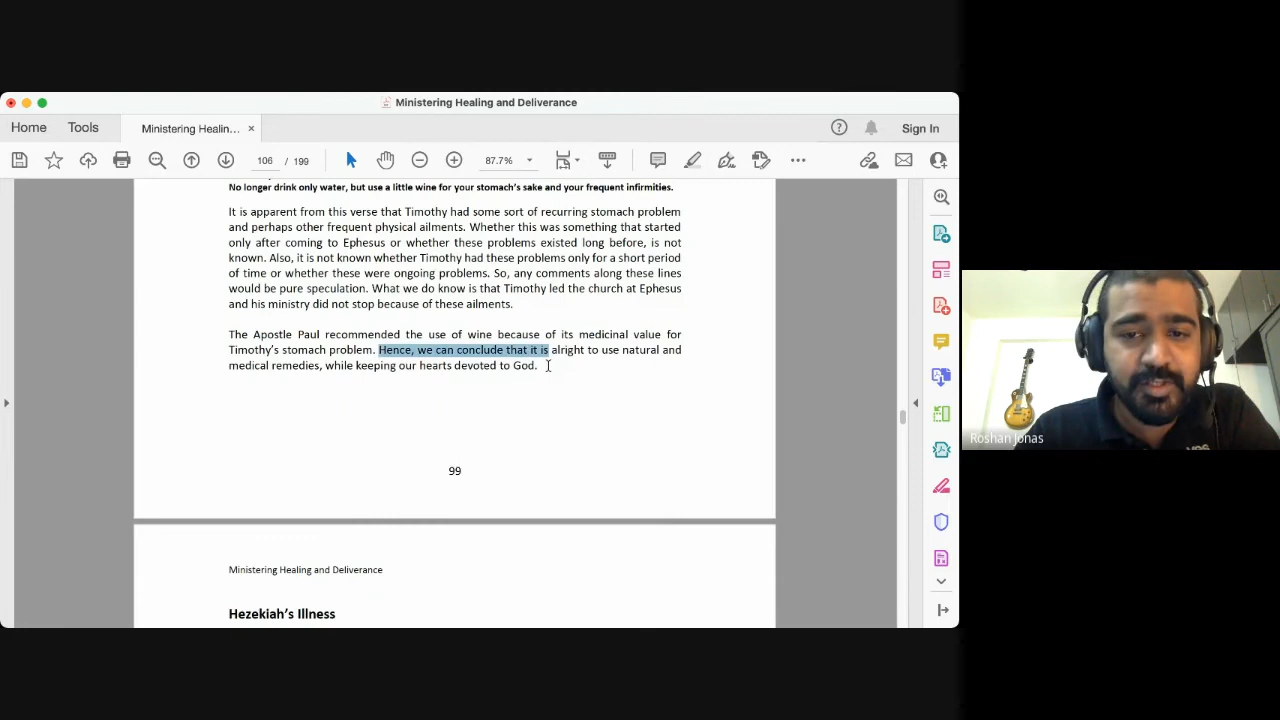 Ministering Healing and Deliverance
Home
Tools
Ministering Healin...
Sign In
106 / 199
87.7%
No longer drink only water, but use a little wine for your stomach's sake and your frequent infirmities.
It is apparent from this verse that Timothy had some sort of recurring stomach problem
and perhaps other frequent physical ailments. Whether this was something that started
only after coming to Ephesus or whether these problems existed long before, is not
known. Also, it is not known whether Timothy had these problems only for a short period
of time or whether these were ongoing problems. So, any comments along these lines
would be pure speculation. What we do know is that Timothy led the church at Ephesus
and his ministry did not stop because of these ailments.
The Apostle Paul recommended the use of wine because of its medicinal value for
Timothy's stomach problem. Hence, we can conclude that it is alright to use natural and
medical remedies, while keeping our hearts devoted to God.
99
Ministering Healing and Deliverance
Hezekiah's Illness
Roshan Jonas